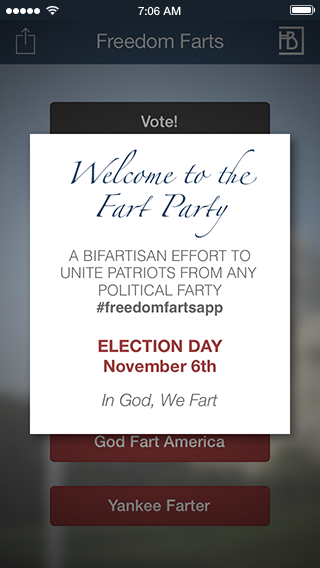 7:06 AM
Freedom Farts
HB
Vote!
Welcome to the
Fart Party
A BIFARTISAN EFFORT TO
UNITE PATRIOTS FROM ANY
POLITICAL FARTY
#freedomfartsapp
ELECTION DAY
November 6th
In God, We Fart
God Fart America
Yankee Farter